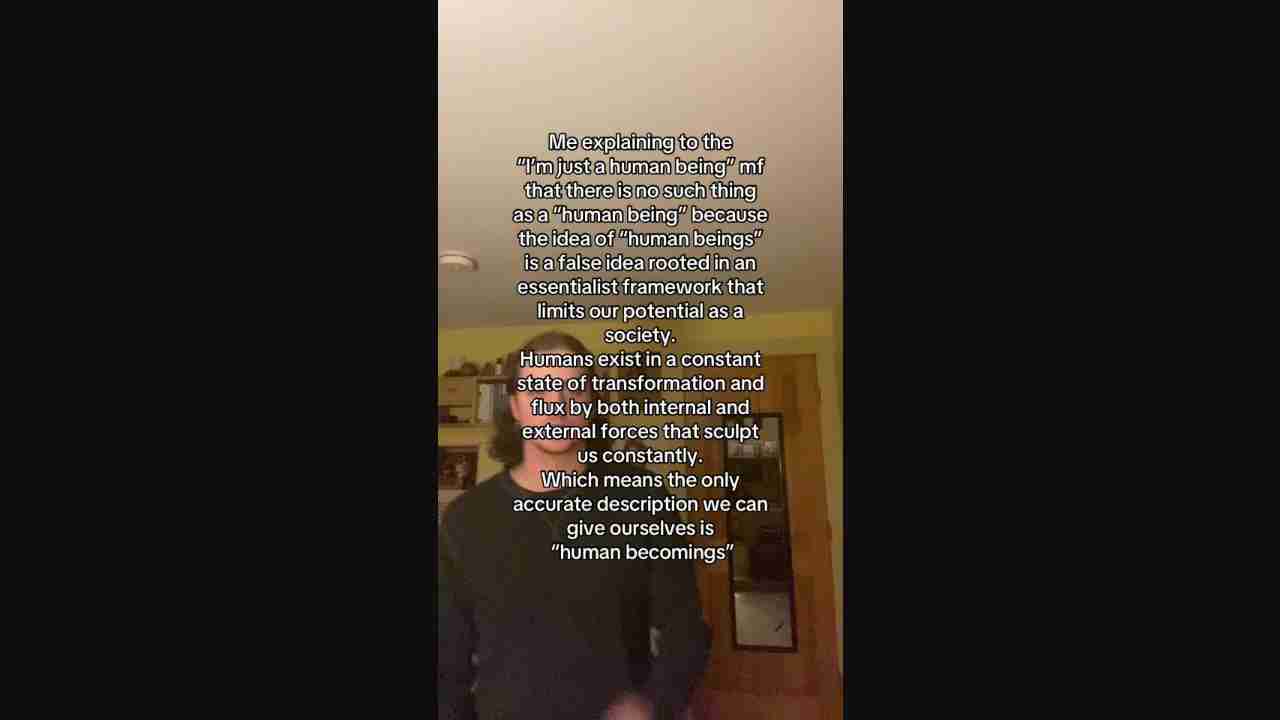 Me explaining to the
“I’m just a human being” mf
that there is no such thing
as a “human being” because
the idea of “human beings”
is a false idea rooted in an
essentialist framework that
limits our potential as a
society.
Humans exist in a constant
state of transformation and
flux by both internal and
external forces that sculpt
us constantly.
Which means the only
accurate description we can
give ourselves is
“human becomings”